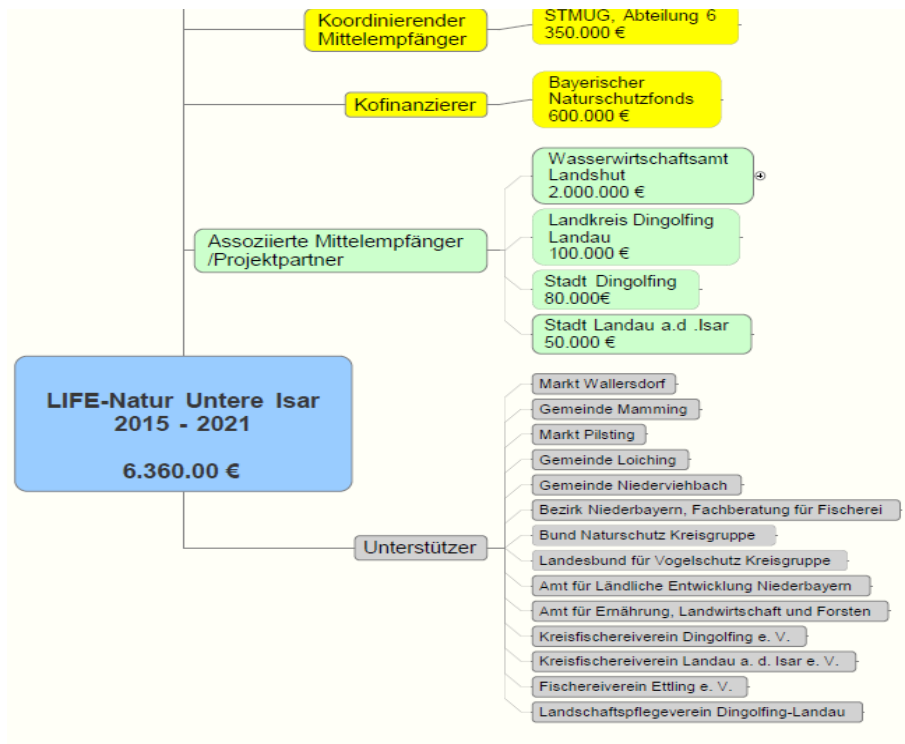 Koordinierender
Mittelempfänger
STMUG, Abteilung 6
350.000 €
Kofinanzierer
Bayerischer
Naturschutzfonds
600.000 €
Assoziierte Mittelempfänger
/Projektpartner
Wasserwirtschaftsamt
Landshut
2.000.000 €
Landkreis Dingolfing
Landau
100.000 €
Stadt Dingolfing
80.000€
Stadt Landau a.d .Isar
50.000 €
LIFE-Natur Untere Isar
2015 - 2021
6.360.00 €
Unterstützer
Markt Wallersdorf
Gemeinde Mamming
Markt Pilsting
Gemeinde Loiching
Gemeinde Niederviehbach
Bezirk Niederbayern, Fachberatung für Fischerei
Bund Naturschutz Kreisgruppe
Landesbund für Vogelschutz Kreisgruppe
Amt für Ländliche Entwicklung Niederbayern
Amt für Ernährung, Landwirtschaft und Forsten
Kreisfischereiverein Dingolfing e. V.
Kreisfischereiverein Landau a. d. Isar e. V.
Fischereiverein Ettling e. V.
Landschaftspflegeverein Dingolfing-Landau